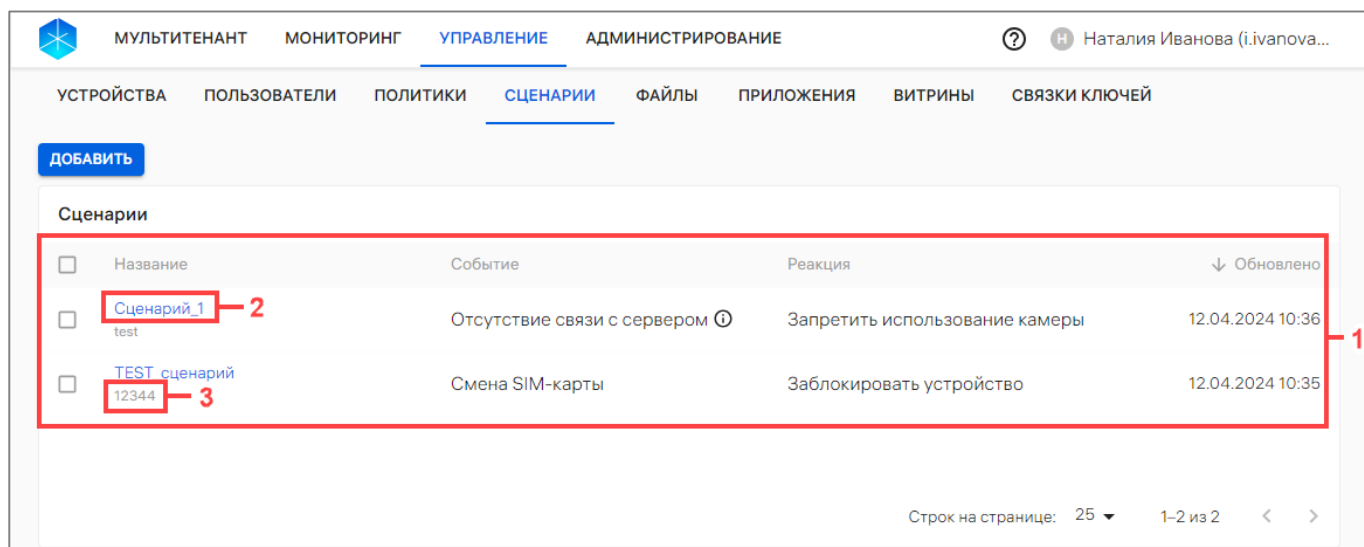 МУЛЬТИТЕНАНТ МОНИТОРИНГ УПРАВЛЕНИЕ АДМИНИСТРИРОВАНИЕ ? Н Наталия Иванова (i.ivanova...
УСТРОЙСТВА ПОЛЬЗОВАТЕЛИ ПОЛИТИКИ СЦЕНАРИИ ФАЙЛЫ ПРИЛОЖЕНИЯ ВИТРИНЫ СВЯЗКИ КЛЮЧЕЙ
ДОБАВИТЬ
Сценарии
Название Событие Реакция ↓ Обновлено
Сценарий_1 2 Отсутствие связи с сервером Запретить использование камеры 12.04.2024 10:36
test
1
TEST_сценарий Смена SIM-карты Заблокировать устройство 12.04.2024 10:35
12344 3
Строк на странице: 25 1–2 из 2 < >